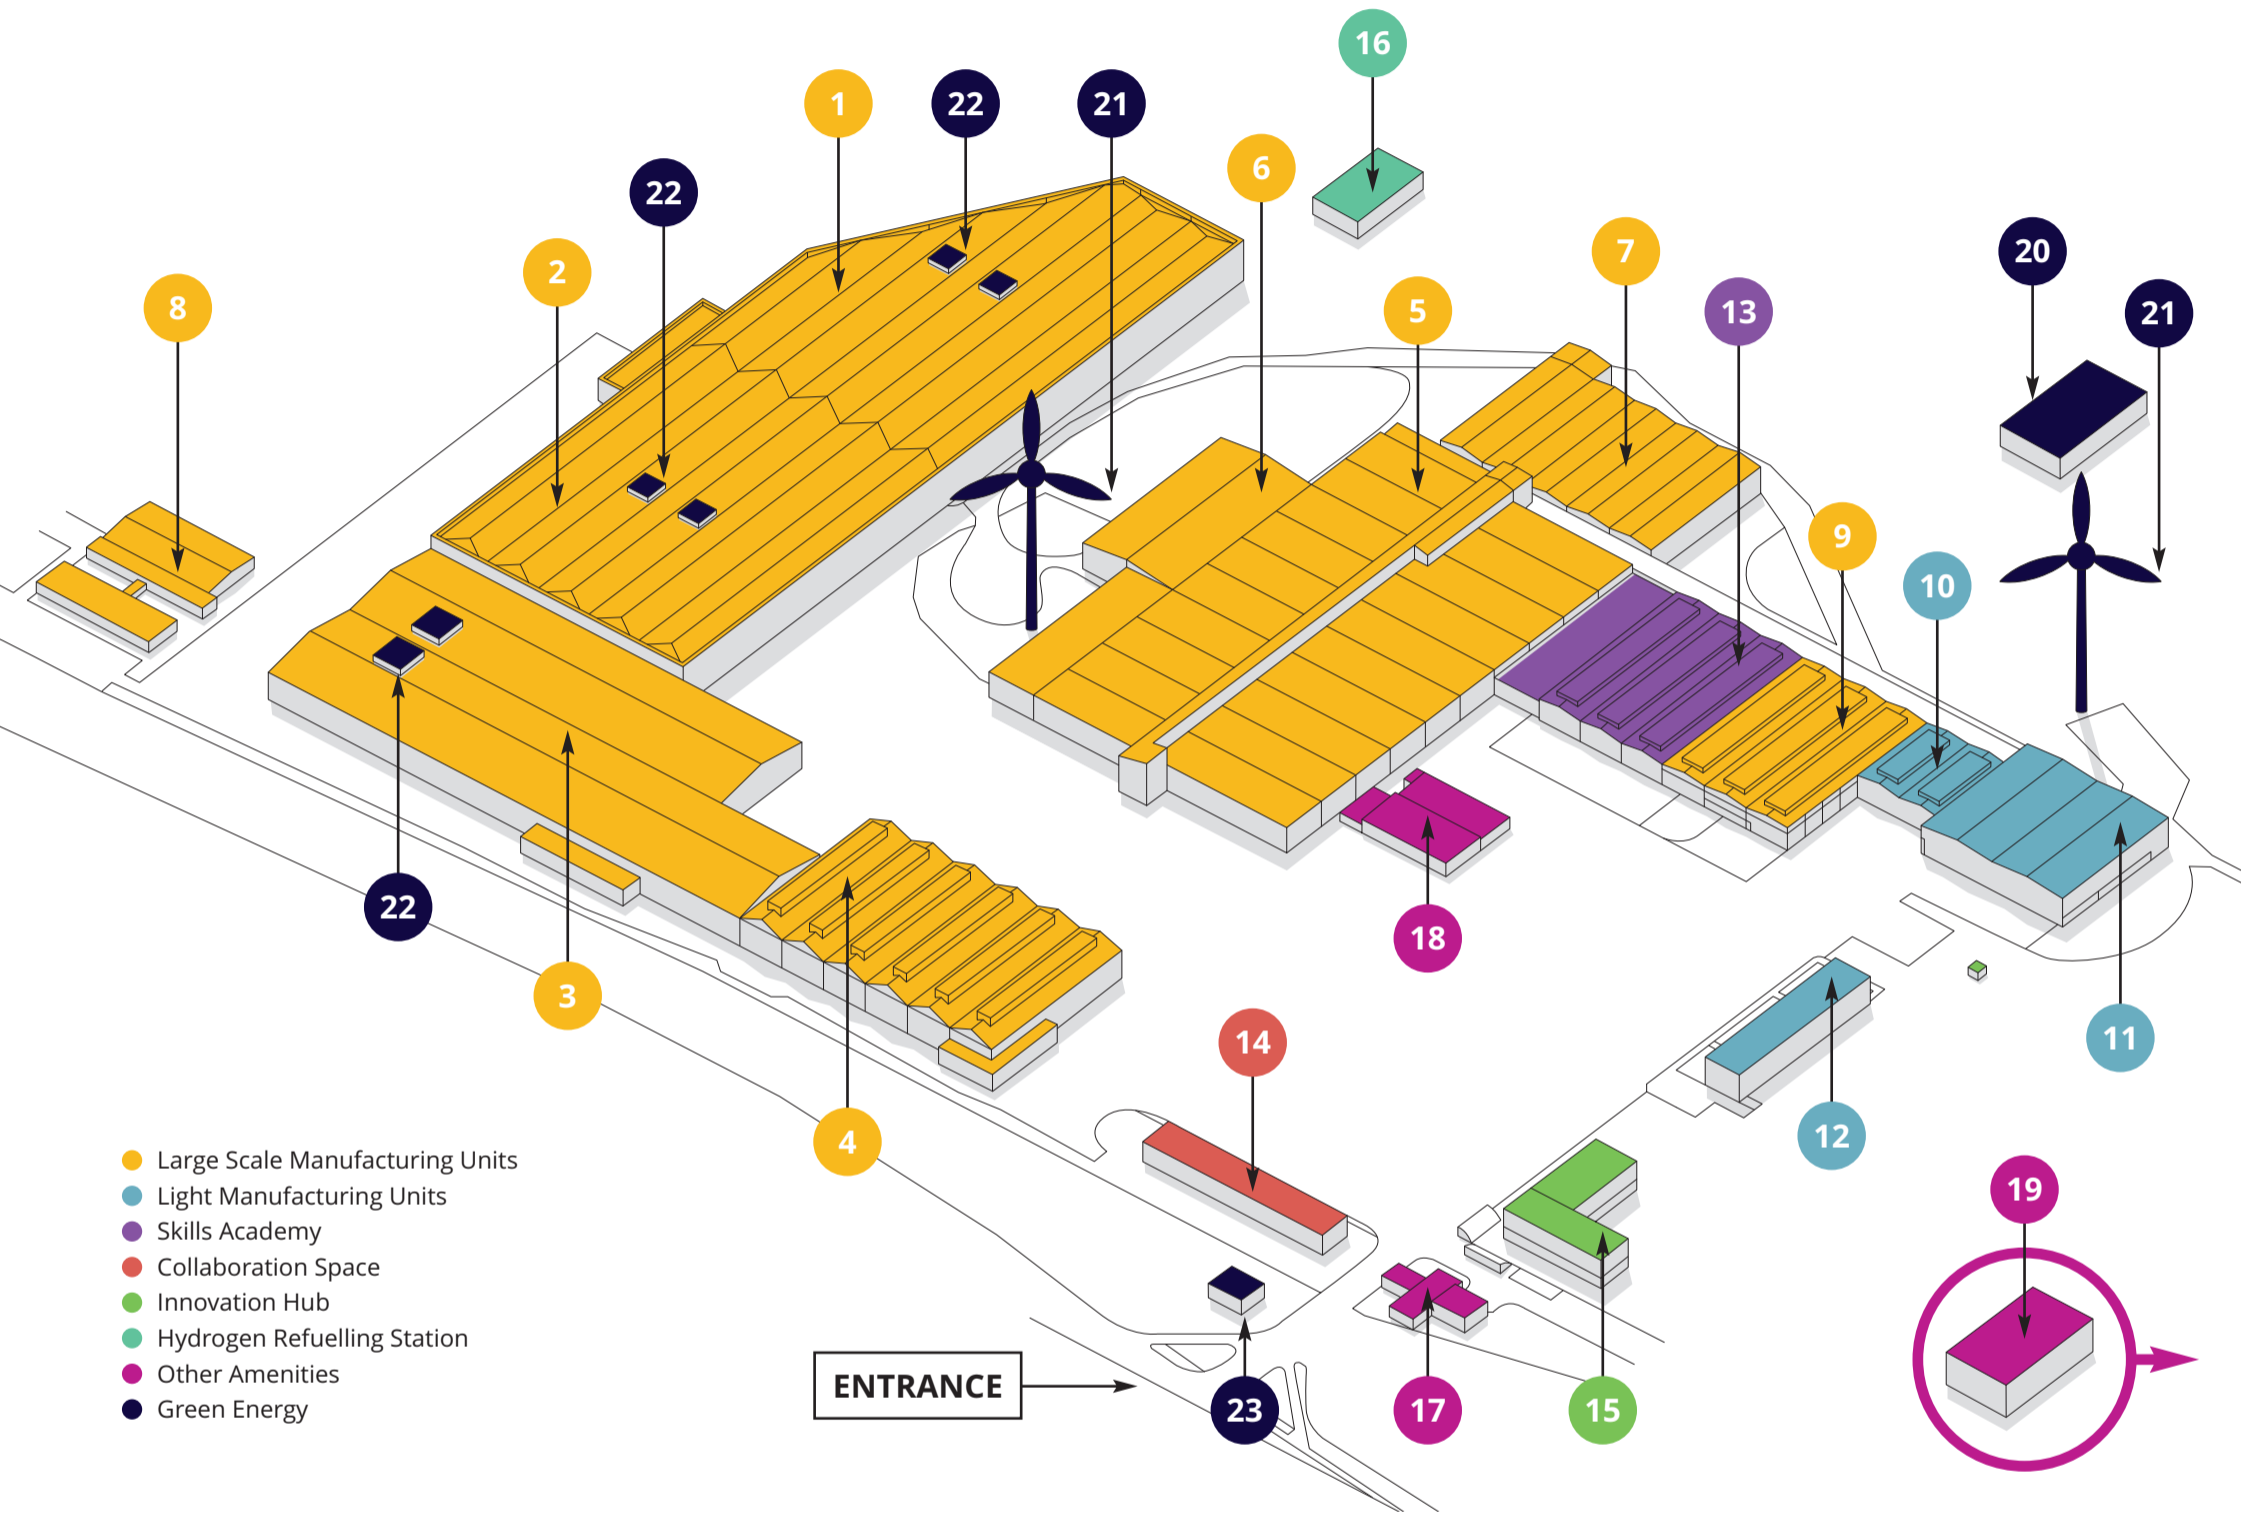 16
1
22
21
6
22
7
20
2
8
5
13
21
9
10
22
18
3
14
11
12
4
19
Large Scale Manufacturing Units
Light Manufacturing Units
Skills Academy
Collaboration Space
Innovation Hub
Hydrogen Refuelling Station
Other Amenities
Green Energy
ENTRANCE
23
17
15